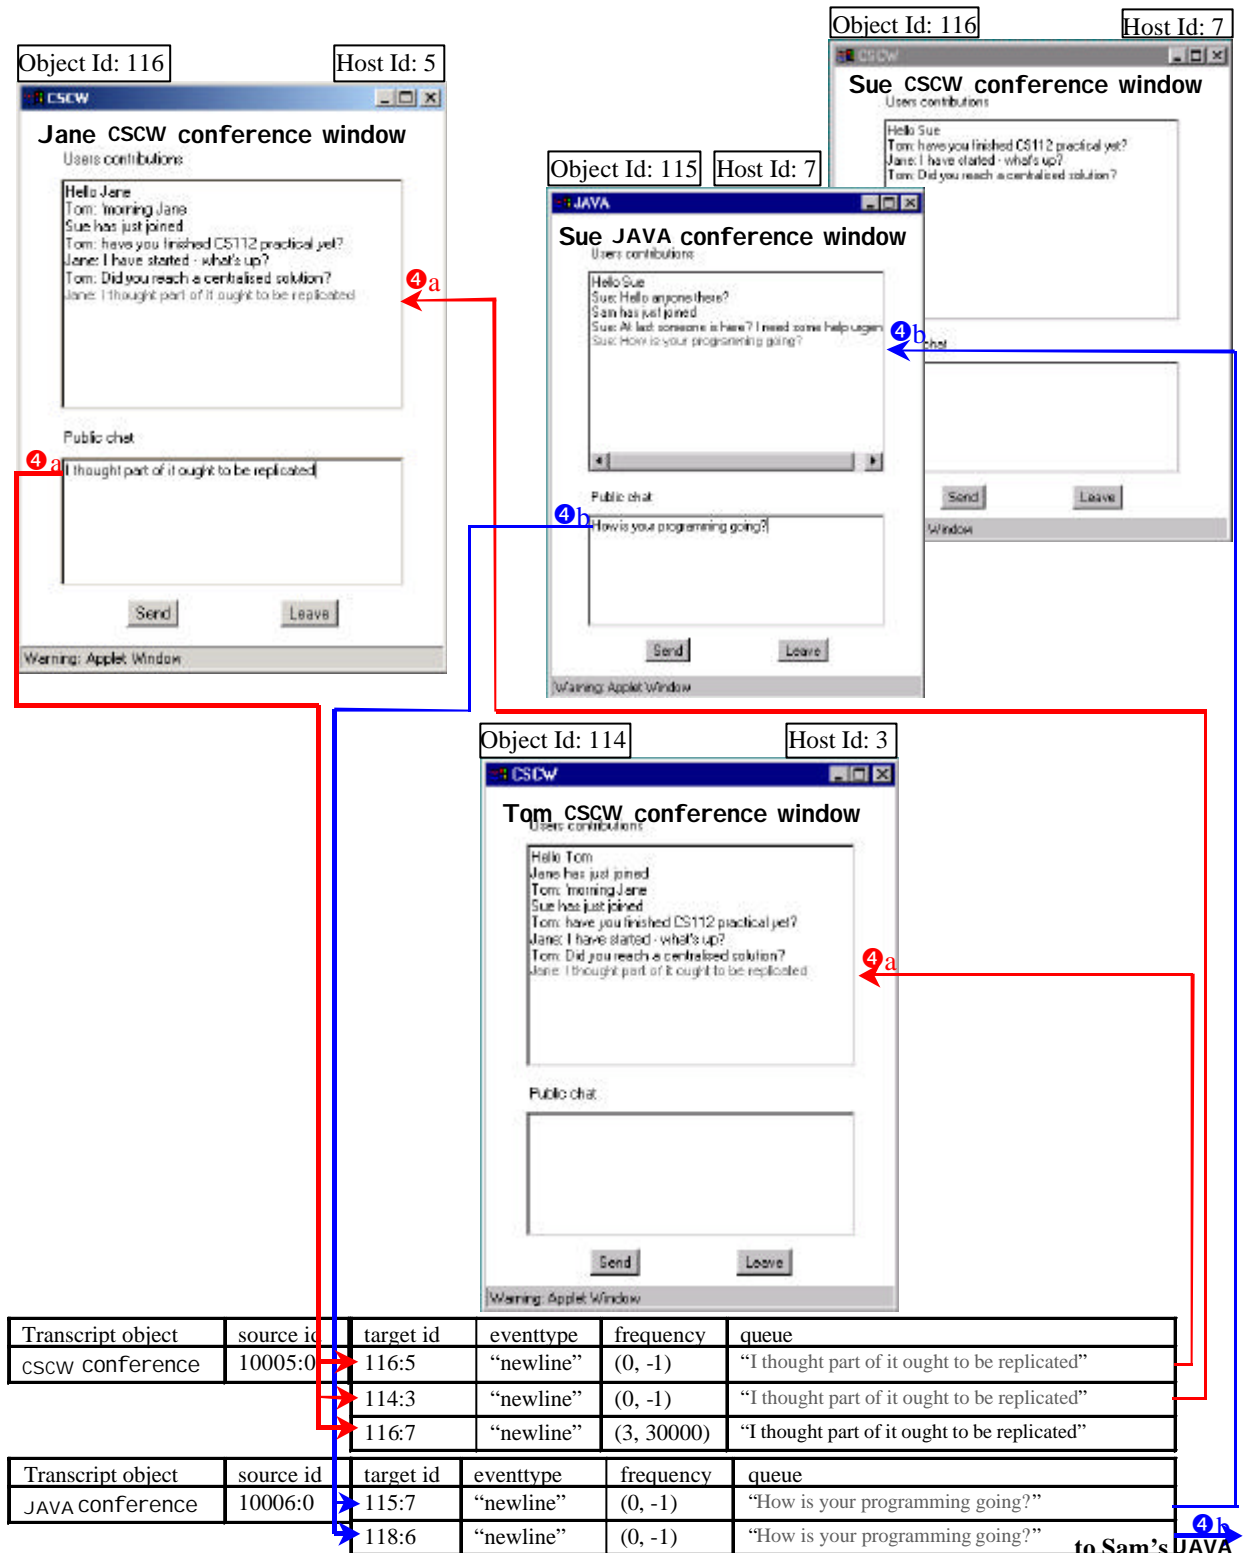 Object Id: 116
Host Id: 7
CSCW
Sue CSCW conference window
Users contributions
Hello Sue
Tom: have you finished CS112 practical yet?
Jane: I have started - what's up?
Tom: Did you reach a centralised solution?
chat
Send
Leave
Window
Object Id: 116
Host Id: 5
CSCW
Jane CSCW conference window
Users contributions
Hello Jane
Tom: 'morning Jane
Sue has just joined
Tom: have you finished CS112 practical yet?
Jane: I have started - what's up?
Tom: Did you reach a centralised solution?
Jane: I thought part of it ought to be replicated
4a
Public chat
4a
I thought part of it ought to be replicated
Send
Leave
Warning: Applet Window
Object Id: 115
Host Id: 7
JAVA
Sue JAVA conference window
Users contributions
Hello Sue
Sue: Hello anyone there?
Sam has just joined
Sue: At last someone is here? I need some help urgen
Sue: How is your programming going?
4b
Public chat
4b
How is your programming going?
Send
Leave
Warning: Applet Window
Object Id: 114
Host Id: 3
CSCW
Tom CSCW conference window
Users contributions
Hello Tom
Jane has just joined
Tom: 'morning Jane
Sue has just joined
Tom: have you finished CS112 practical yet?
Jane: I have started - what's up?
Tom: Did you reach a centralised solution?
Jane: I thought part of it ought to be replicated
4a
Public chat
Send
Leave
Warning: Applet Window
Transcript object source id target id eventtype frequency queue
CSCW conference 10005:0 116:5 “newline” (0, -1) “I thought part of it ought to be replicated”
114:3 “newline” (0, -1) “I thought part of it ought to be replicated”
116:7 “newline” (3, 30000) “I thought part of it ought to be replicated”
Transcript object source id target id eventtype frequency queue
JAVA conference 10006:0 115:7 “newline” (0, -1) “How is your programming going?”
118:6 “newline” (0, -1) “How is your programming going?”
4b
to Sam’s JAVA